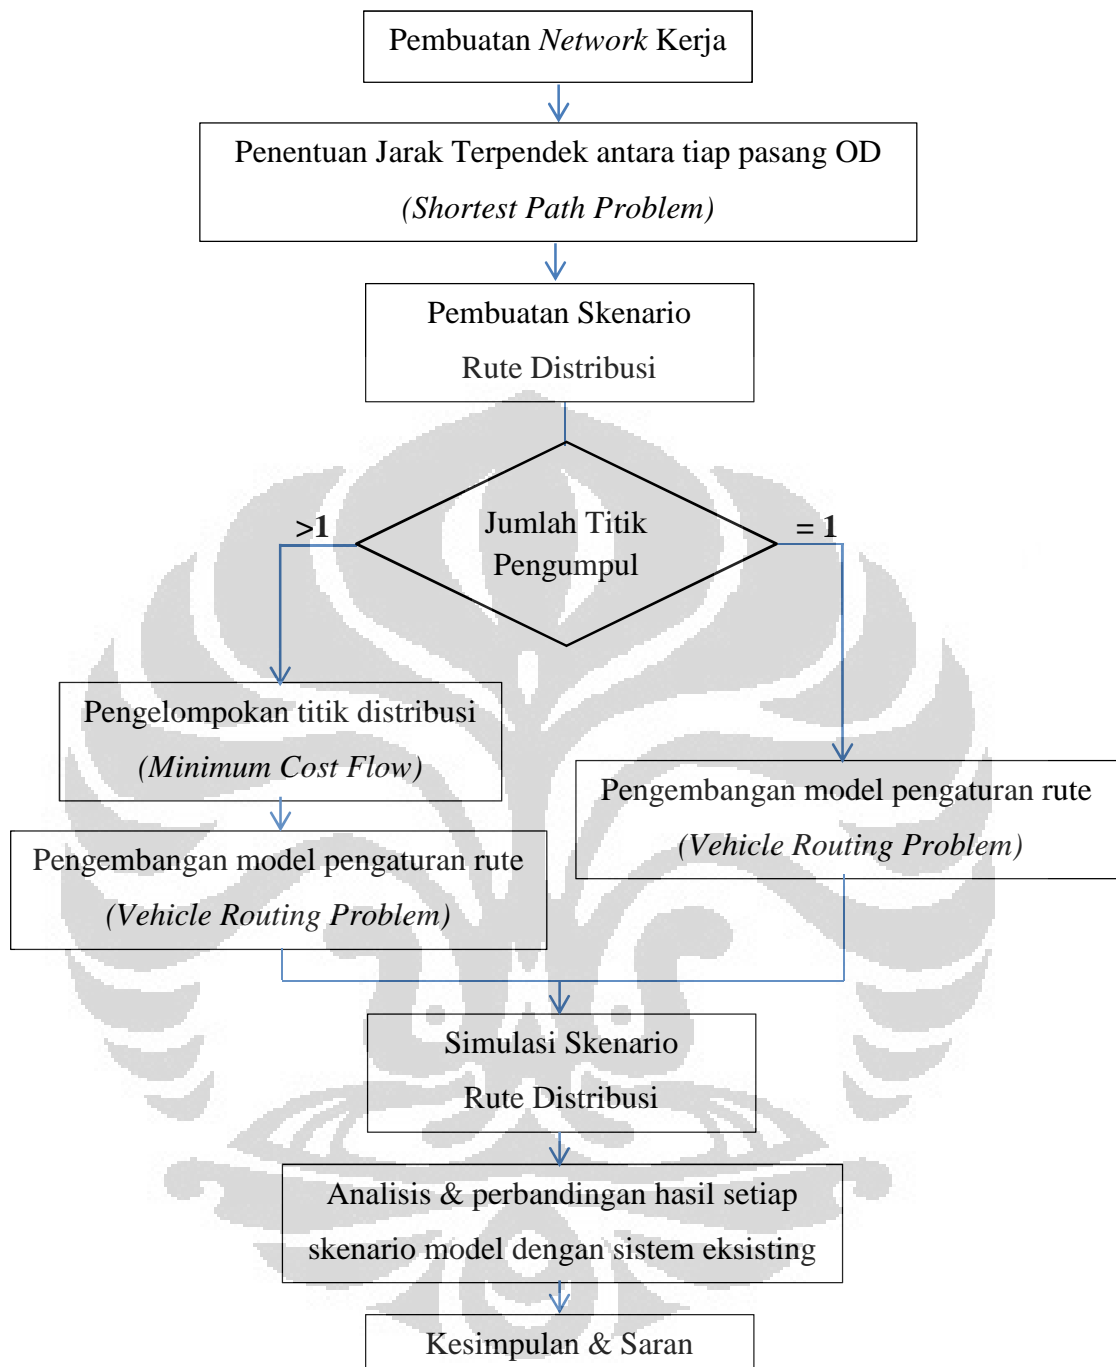 Pembuatan Network Kerja
Penentuan Jarak Terpendek antara tiap pasang OD
(Shortest Path Problem)
Pembuatan Skenario
Rute Distribusi
>1
Jumlah Titik
Pengumpul
= 1
Pengelompokan titik distribusi
(Minimum Cost Flow)
Pengembangan model pengaturan rute
(Vehicle Routing Problem)
Pengembangan model pengaturan rute
(Vehicle Routing Problem)
Simulasi Skenario
Rute Distribusi
Analisis & perbandingan hasil setiap
skenario model dengan sistem eksisting
Kesimpulan & Saran